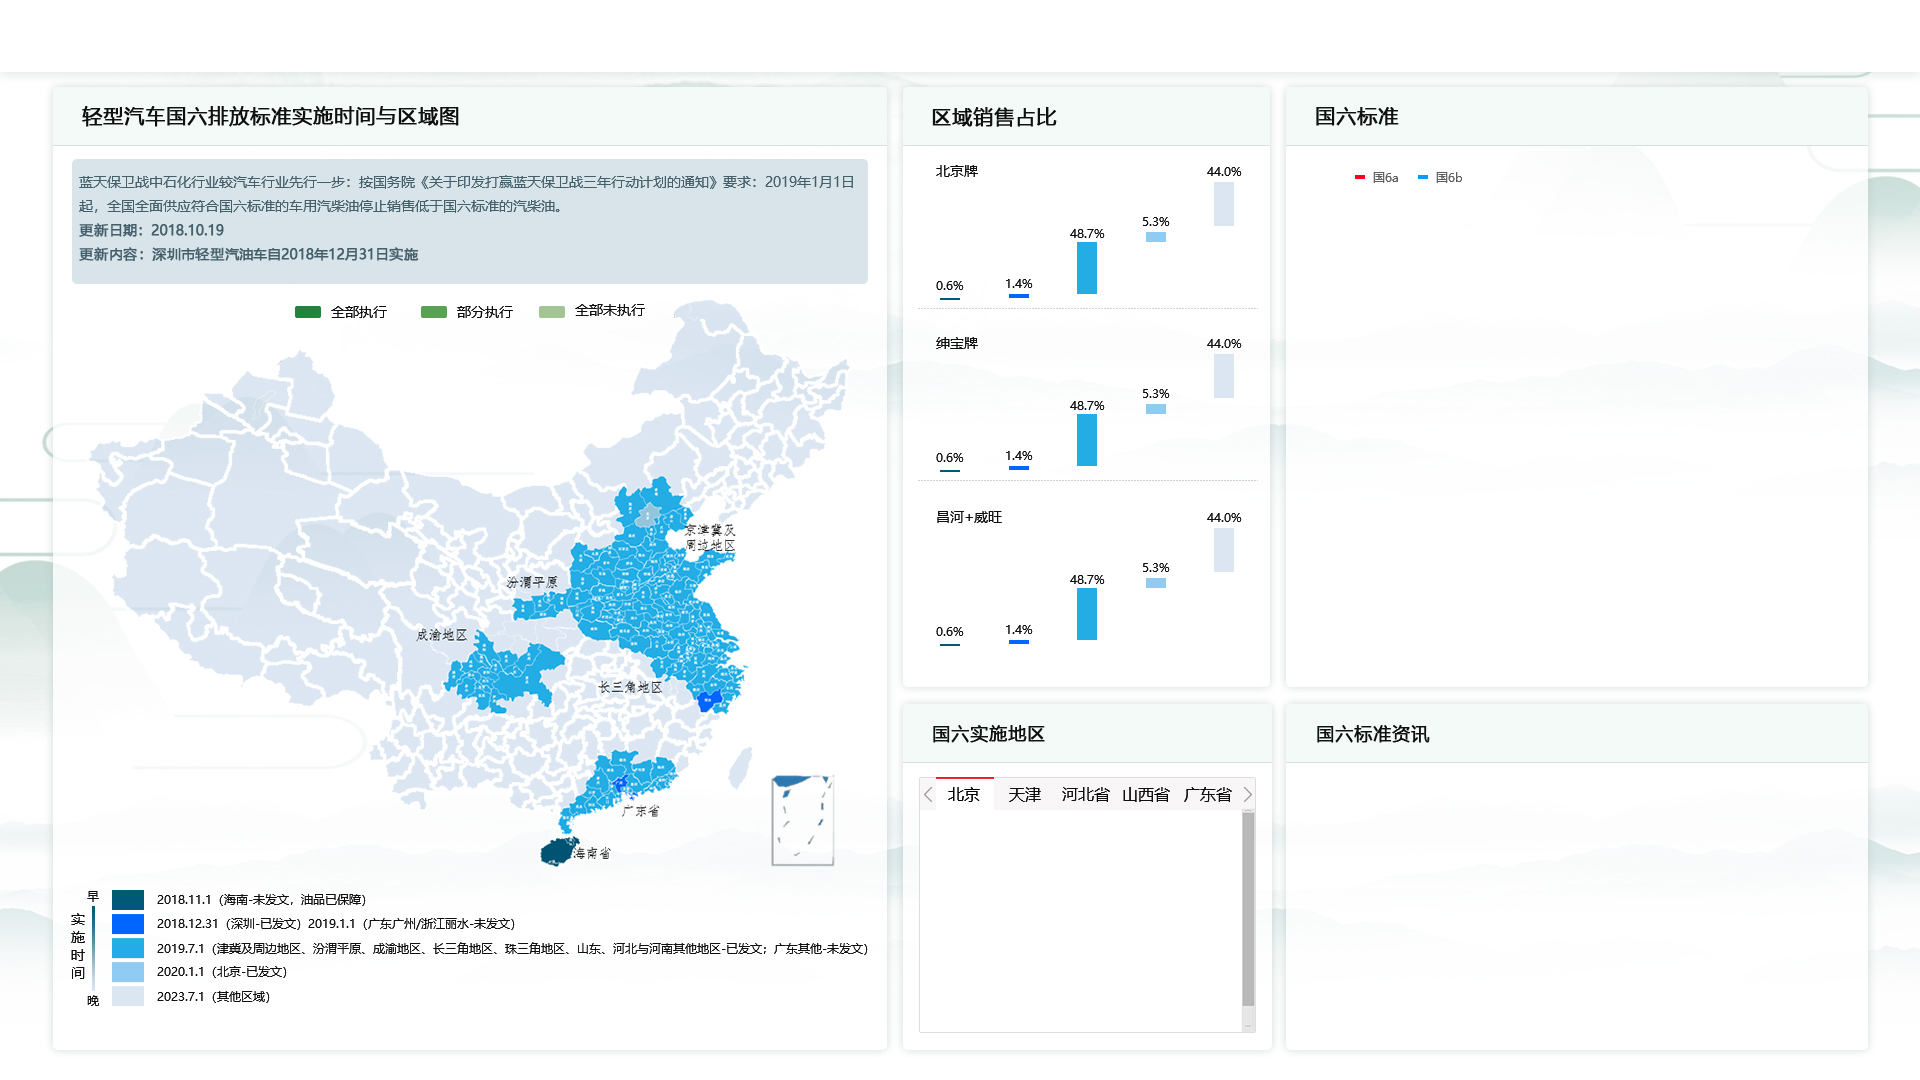 轻型汽车国六排放标准实施时间与区域图
蓝天保卫战中石化行业较汽车行业先行一步：按国务院《关于印发打赢蓝天保卫战三年行动计划的通知》要求：2019年1月1日
起，全国全面供应符合国六标准的车用汽柴油停止销售低于国六标准的汽柴油。
更新日期：2018.10.19
更新内容：深圳市轻型汽油车自2018年12月31日实施
全部执行
部分执行
全部未执行
京津冀及
周边地区
汾渭平原
成渝地区
长三角地区
广东省
海南省
早
实施时间
晚
2018.11.1（海南-未发文，油品已保障）
2018.12.31（深圳-已发文）2019.1.1（广东广州/浙江丽水-未发文）
2019.7.1（津冀及周边地区、汾渭平原、成渝地区、长三角地区、珠三角地区、山东、河北与河南其他地区-已发文；广东其他-未发文）
2020.1.1（北京-已发文）
2023.7.1（其他区域）
区域销售占比
北京牌
0.6%
1.4%
48.7%
5.3%
44.0%
绅宝牌
0.6%
1.4%
48.7%
5.3%
44.0%
昌河+威旺
0.6%
1.4%
48.7%
5.3%
44.0%
国六标准
国6a
国6b
国六实施地区
北京
天津
河北省
山西省
广东省
国六标准资讯